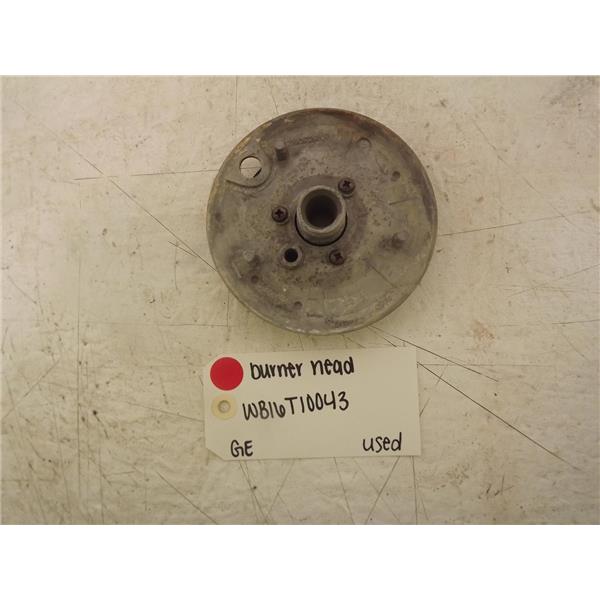 burner head
WB16T10043
GE used